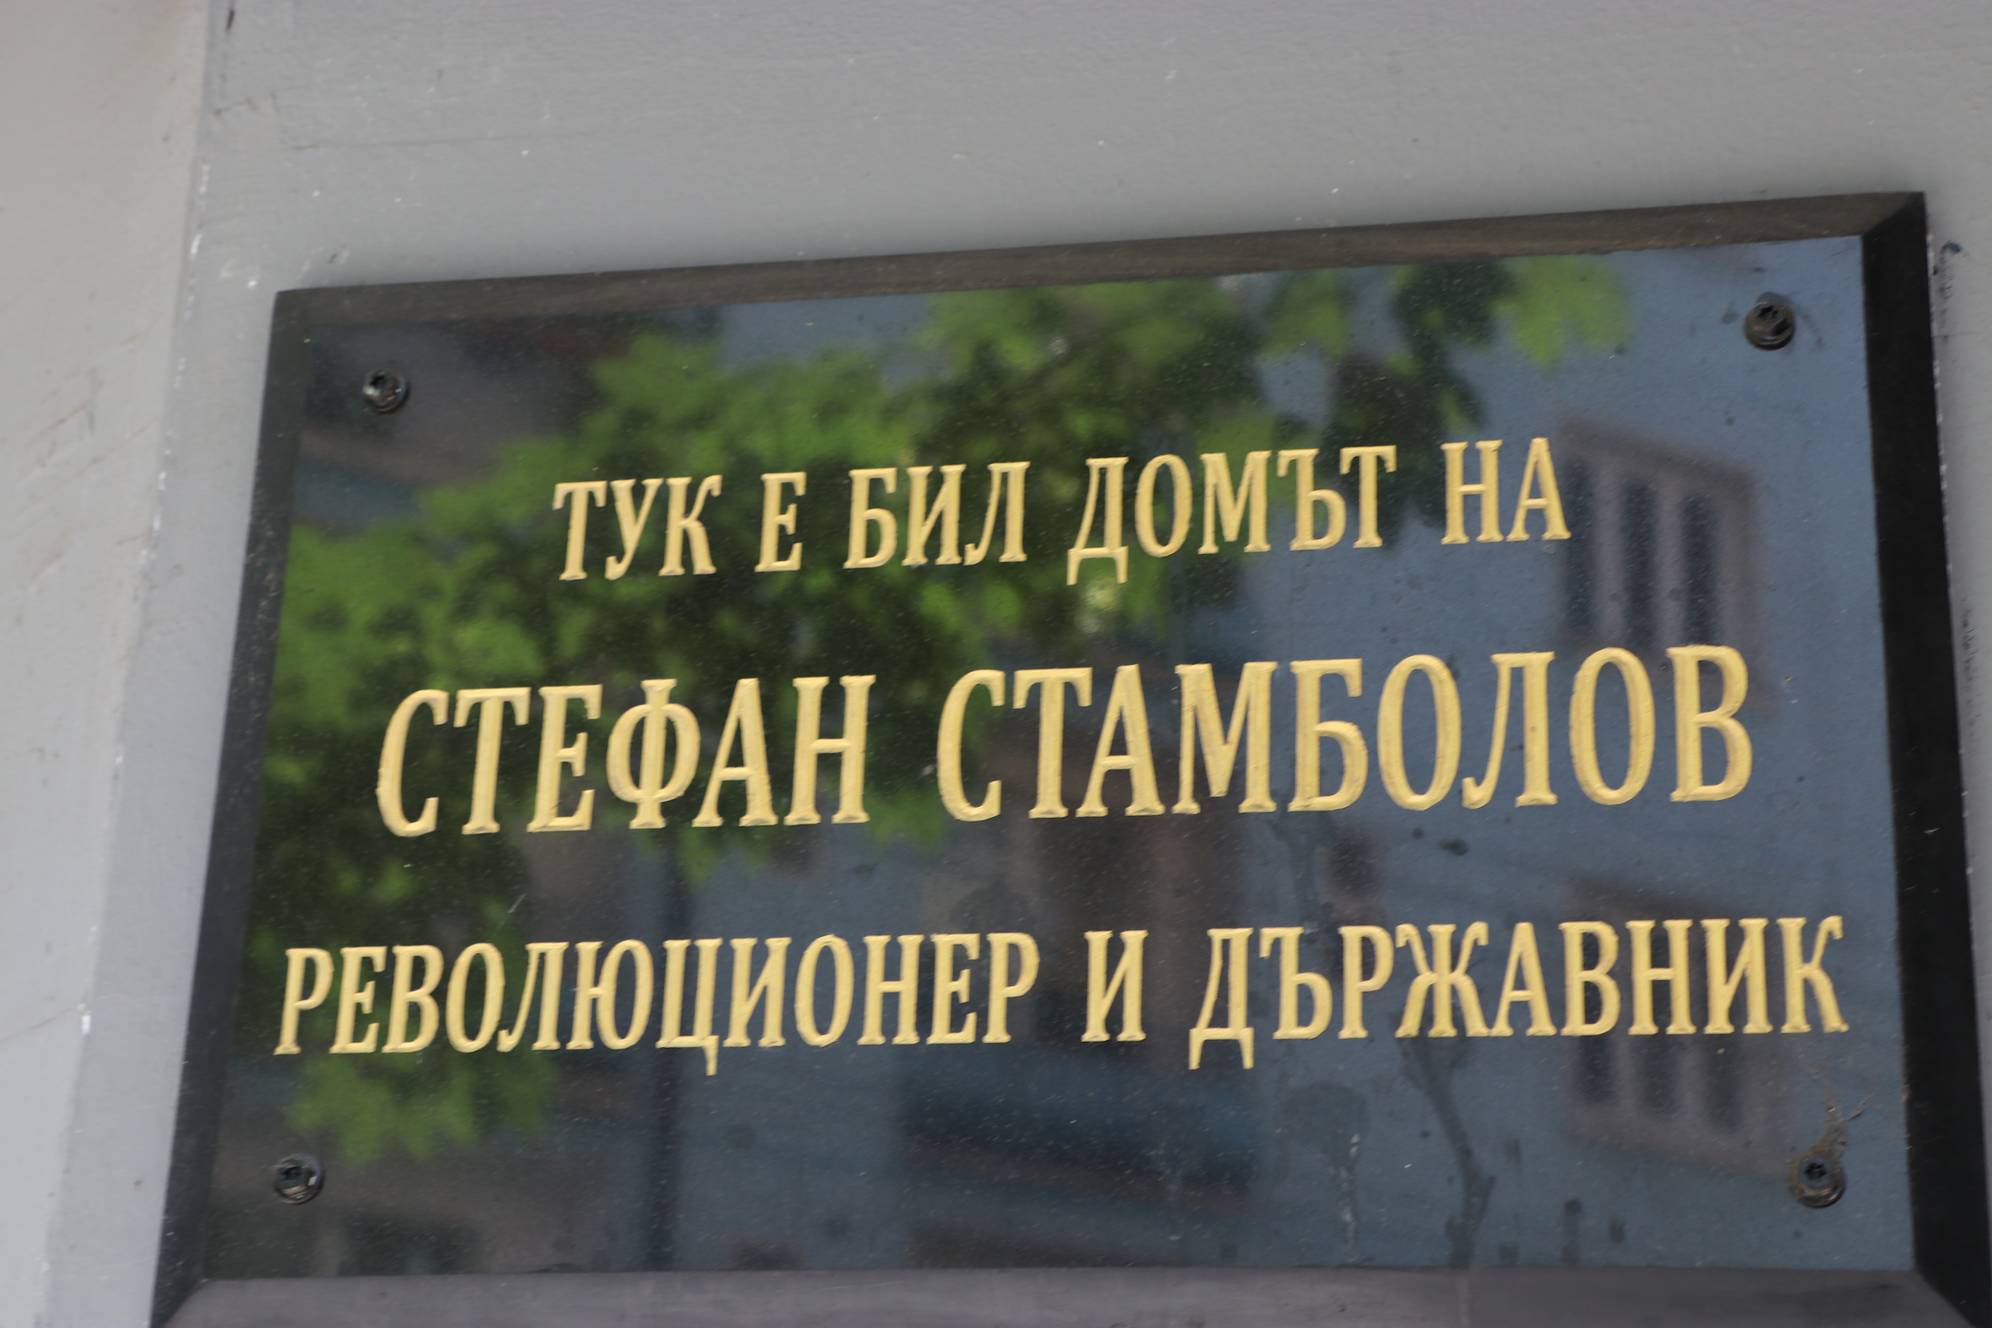 ТУК Е БИЛ ДОМЪТ НА
СТЕФАН СТАМБОЛОВ
РЕВОЛЮЦИОНЕР И ДЪРЖАВНИК